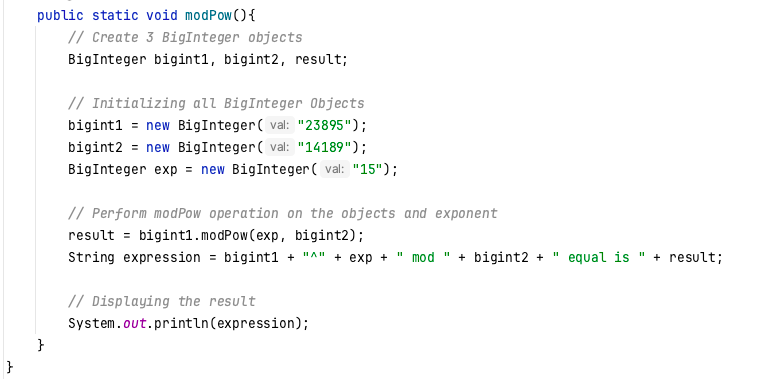 public static void modPow(){
// Create 3 BigInteger objects
BigInteger bigint1, bigint2, result;
// Initializing all BigInteger Objects
bigint1 = new BigInteger( val: "23895");
bigint2 = new BigInteger( val: "14189");
BigInteger exp = new BigInteger( val: "15");
// Perform modPow operation on the objects and exponent
result = bigint1.modPow(exp, bigint2);
String expression = bigint1 + "^" + exp + " mod " + bigint2 + " equal is " + result;
// Displaying the result
System.out.println(expression);
}
}